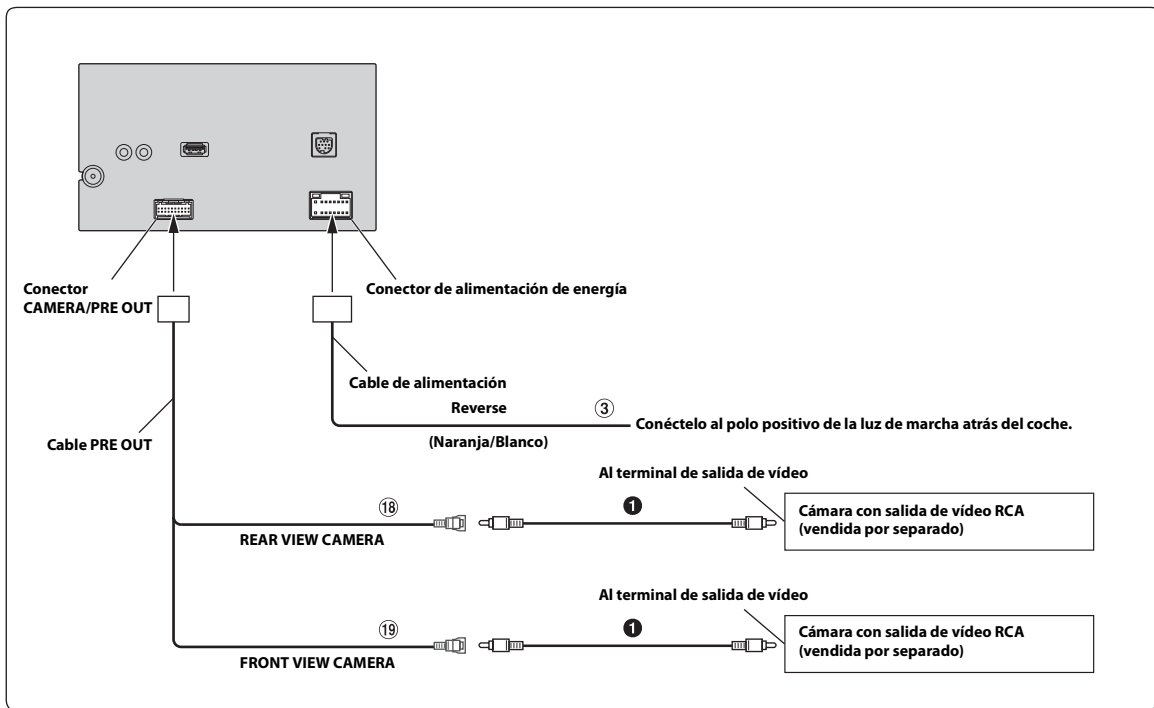 Conector
CAMERA/PRE OUT
Conector de alimentación de energía
Cable de alimentación
Reverse
③
Conéctelo al polo positivo de la luz de marcha atrás del coche.
(Naranja/Blanco)
Cable PRE OUT
Al terminal de salida de vídeo
⑱
❶
Cámara con salida de vídeo RCA
(vendida por separado)
REAR VIEW CAMERA
Al terminal de salida de vídeo
⑲
❶
Cámara con salida de vídeo RCA
(vendida por separado)
FRONT VIEW CAMERA